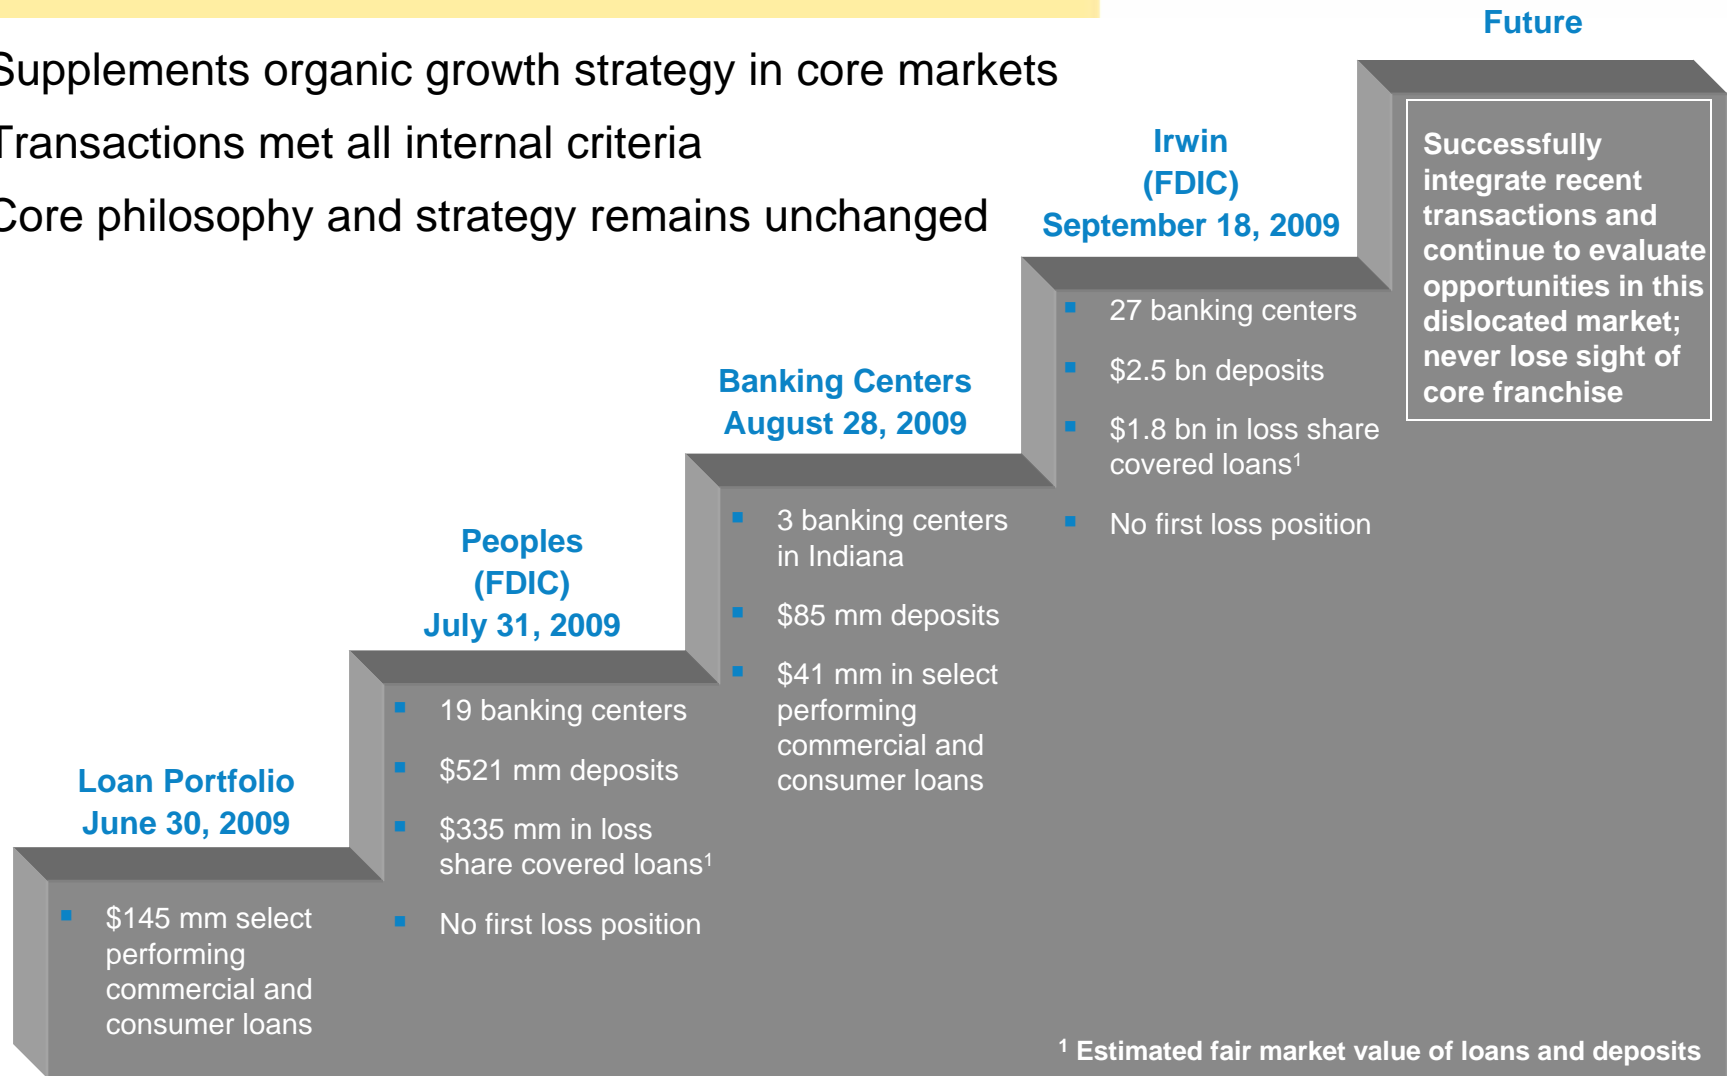 Supplements organic growth strategy in core markets
Transactions met all internal criteria
Core philosophy and strategy remains unchanged
Loan Portfolio
June 30, 2009
▪ $145 mm select
performing
commercial and
consumer loans
Peoples
(FDIC)
July 31, 2009
▪ 19 banking centers
▪ $521 mm deposits
▪ $335 mm in loss
share covered loans¹
▪ No first loss position
Banking Centers
August 28, 2009
▪ 3 banking centers
in Indiana
▪ $85 mm deposits
▪ $41 mm in select
performing
commercial and
consumer loans
Irwin
(FDIC)
September 18, 2009
▪ 27 banking centers
▪ $2.5 bn deposits
▪ $1.8 bn in loss share
covered loans¹
▪ No first loss position
Future
Successfully
integrate recent
transactions and
continue to evaluate
opportunities in this
dislocated market;
never lose sight of
core franchise
¹ Estimated fair market value of loans and deposits